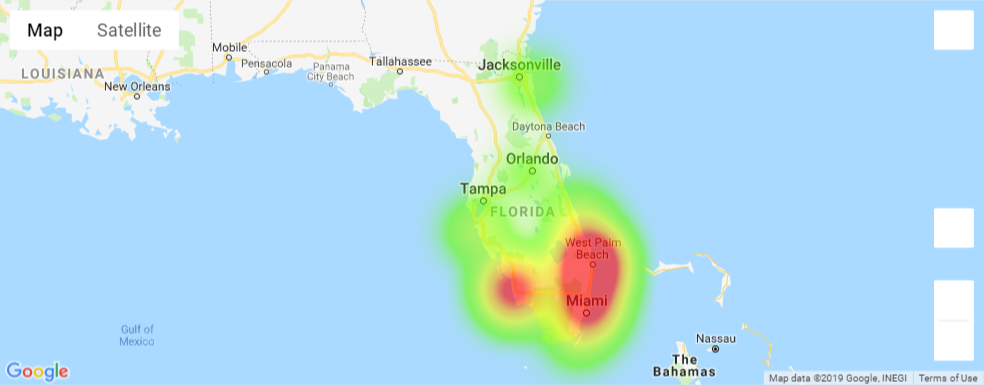 Map Satellite
LOUISIANA
New Orleans
Mobile
Pensacola
Panama
City Beach
Tallahassee
Jacksonville
Daytona Beach
Orlando
Tampa
FLORIDA
West Palm
Beach
Miami
Gulf of
Mexico
Nassau
The
Bahamas
Google
Map data ©2019 Google, INEGI Terms of Use